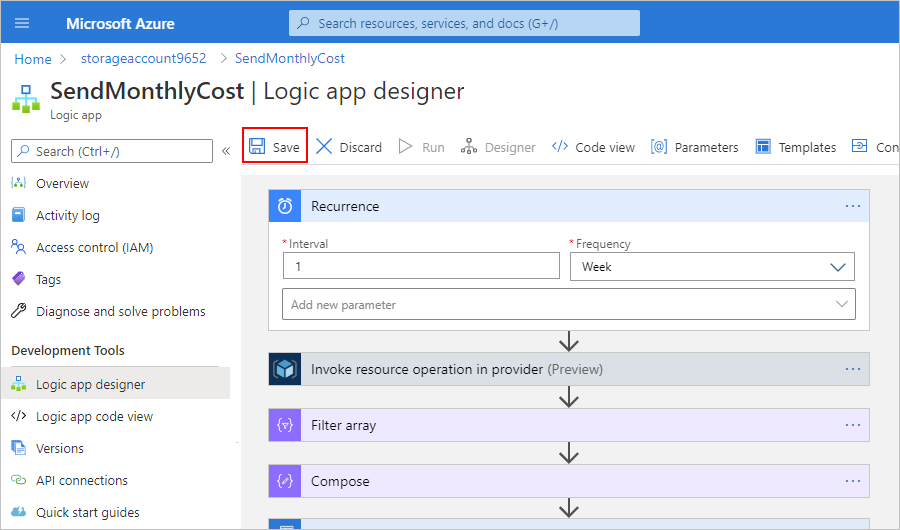 Microsoft Azure
Search resources, services, and docs (G+/)
Home > storageaccount9652 > SendMonthlyCost
SendMonthlyCost | Logic app designer
Logic app
Search (Ctrl+/)
«
Save
Discard
Run
Designer
</> Code view
[@] Parameters
Templates
Con
Overview
Activity log
Access control (IAM)
Tags
Diagnose and solve problems
Development Tools
Logic app designer
</> Logic app code view
Versions
API connections
Quick start guides
Recurrence
...
*Interval
*Frequency
1
Week
Add new parameter
Invoke resource operation in provider (Preview)
...
Filter array
...
Compose
...